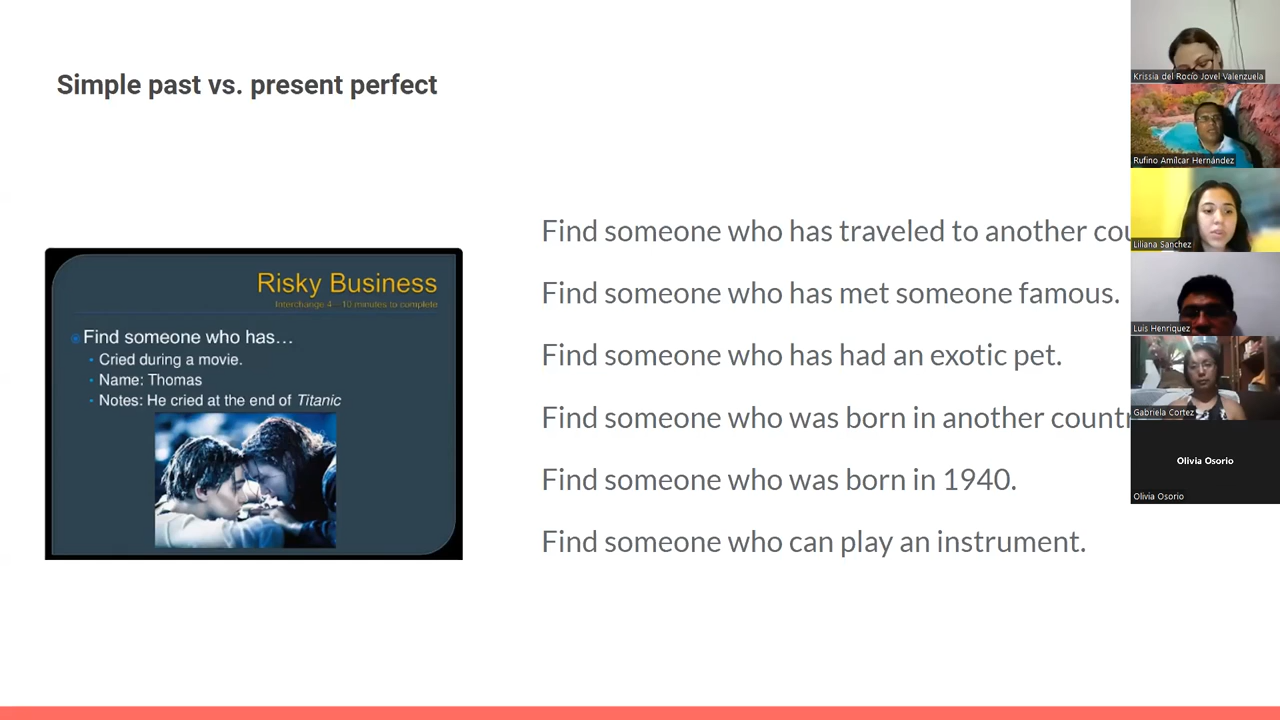 Simple past vs. present perfect
Risky Business
Interchange 4 – 10 minutes to complete
Find someone who has...
Cried during a movie.
Name: Thomas
Notes: He cried at the end of Titanic
Find someone who has traveled to another cou
Find someone who has met someone famous.
Find someone who has had an exotic pet.
Find someone who was born in another countr
Find someone who was born in 1940.
Find someone who can play an instrument.
Krissia del Rocío Jovel Valenzuela
Rufino Amílcar Hernández
Liliana Sanchez
Luis Henriquez
Gabriela Cortez
Olivia Osorio
Olivia Osorio